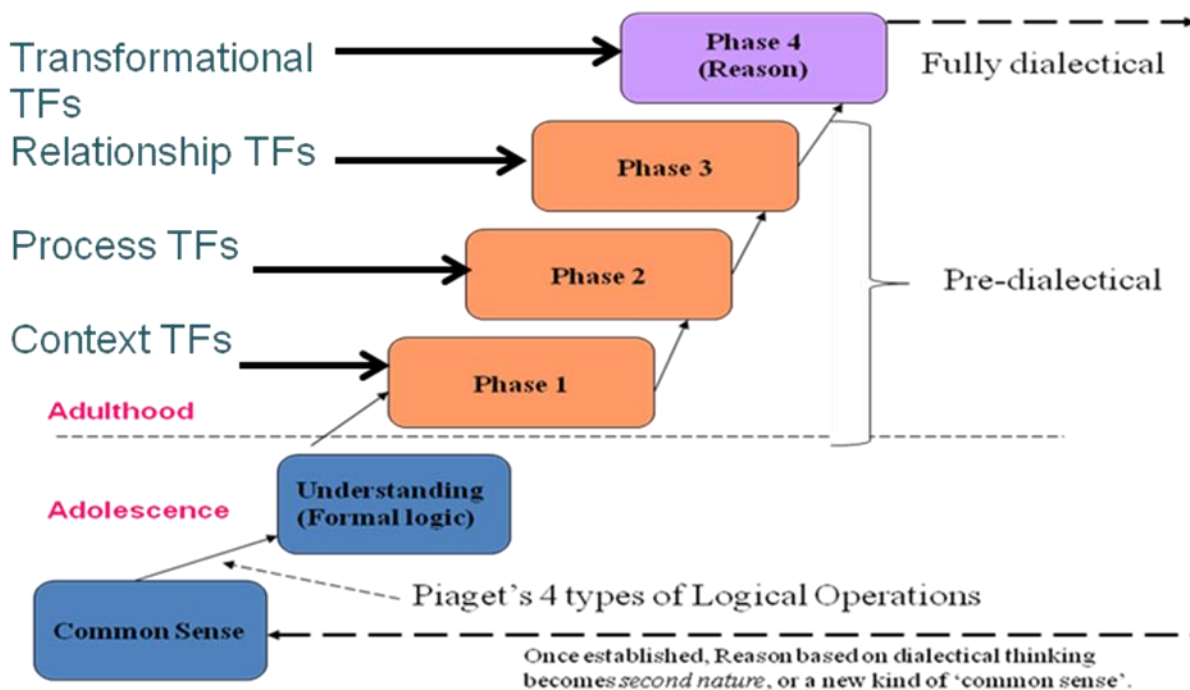 Transformational
TFs
Phase 4
(Reason)
Fully dialectical
Relationship TFs
Phase 3
Process TFs
Phase 2
Pre-dialectical
Context TFs
Phase 1
Adulthood
Understanding
(Formal logic)
Adolescence
Piaget's 4 types of Logical Operations
Common Sense
Once established, Reason based on dialectical thinking
becomes second nature, or a new kind of ‘common sense’.